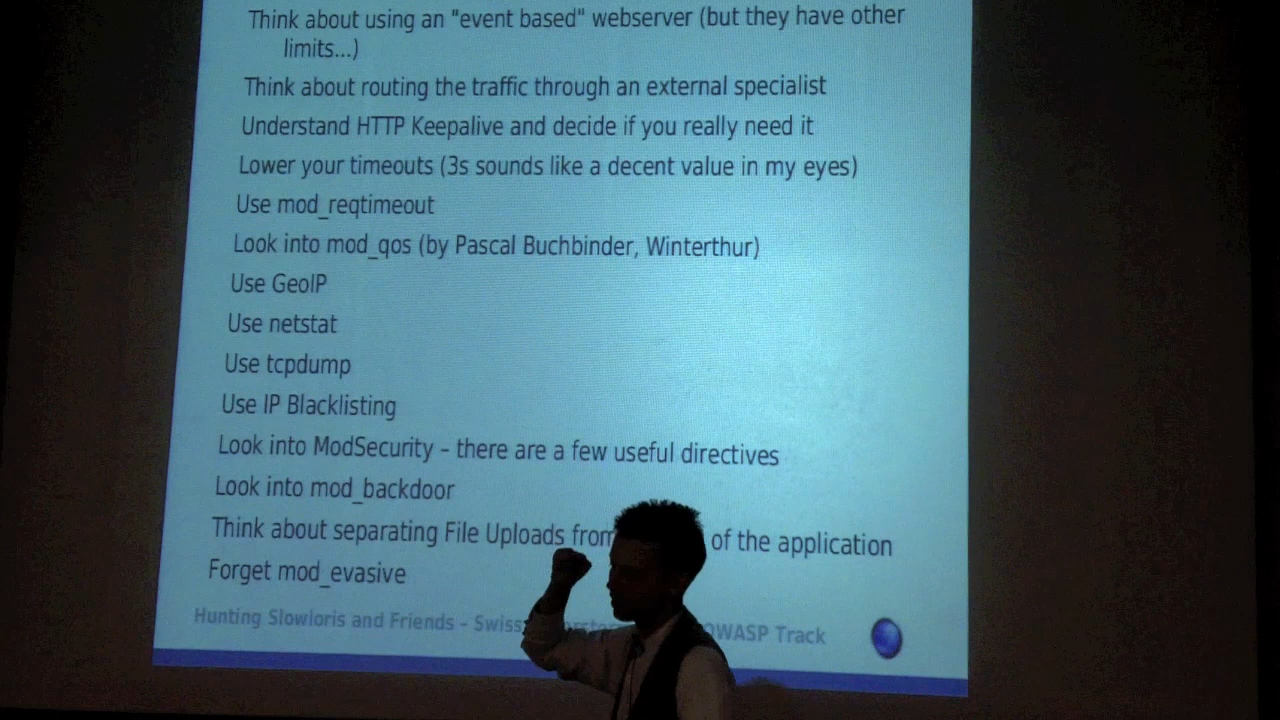 Think about using an "event based" webserver (but they have other
limits...)
Think about routing the traffic through an external specialist
Understand HTTP Keepalive and decide if you really need it
Lower your timeouts (3s sounds like a decent value in my eyes)
Use mod_reqtimeout
Look into mod_qos (by Pascal Buchbinder, Winterthur)
Use GeoIP
Use netstat
Use tcpdump
Use IP Blacklisting
Look into ModSecurity – there are a few useful directives
Look into mod_backdoor
Think about separating File Uploads from of the application
Forget mod_evasive
Hunting Slowloris and Friends – Swiss OWASP Track